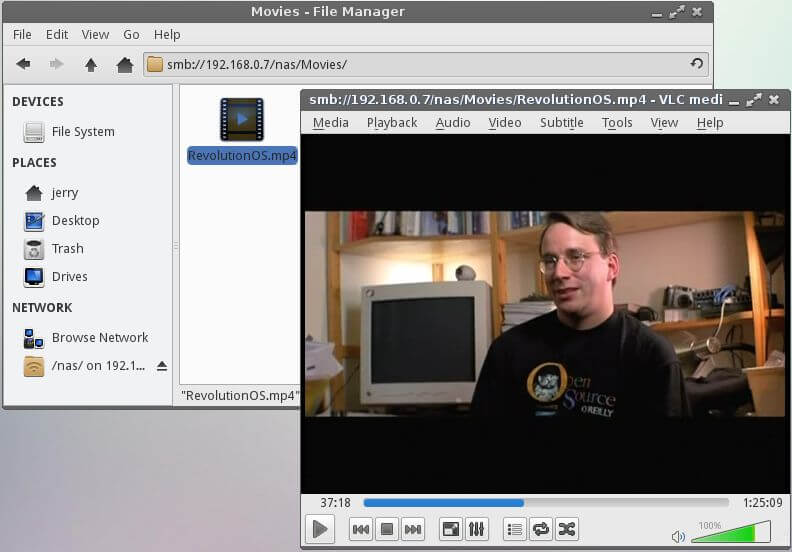 Movies - File Manager
File Edit View Go Help
smb://192.168.0.7/nas/Movies/
DEVICES
File System
PLACES
jerry
Desktop
Trash
Drives
NETWORK
Browse Network
/nas/ on 192.1...
RevolutionOS.mp4
"RevolutionOS.mp4"
smb://192.168.0.7/nas/Movies/RevolutionOS.mp4 - VLC medi
Media Playback Audio Video Subtitle Tools View Help
Open
Source
O'REILLY
37:18 1:25:09
100%